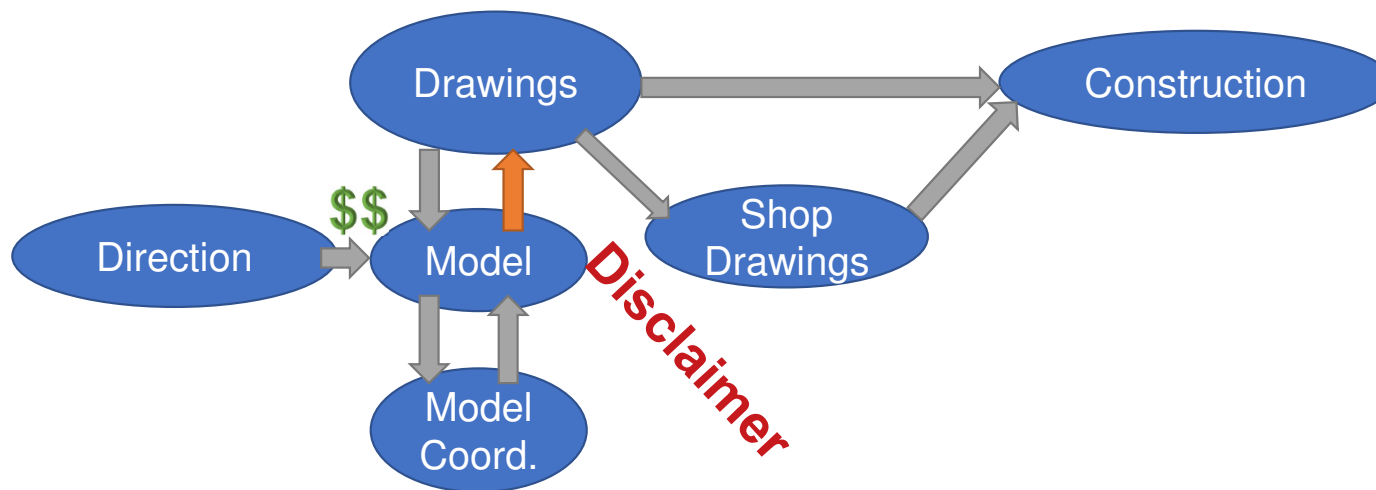 Drawings
Construction
$$
Direction
Model
Shop
Drawings
Disclaimer
Model
Coord.